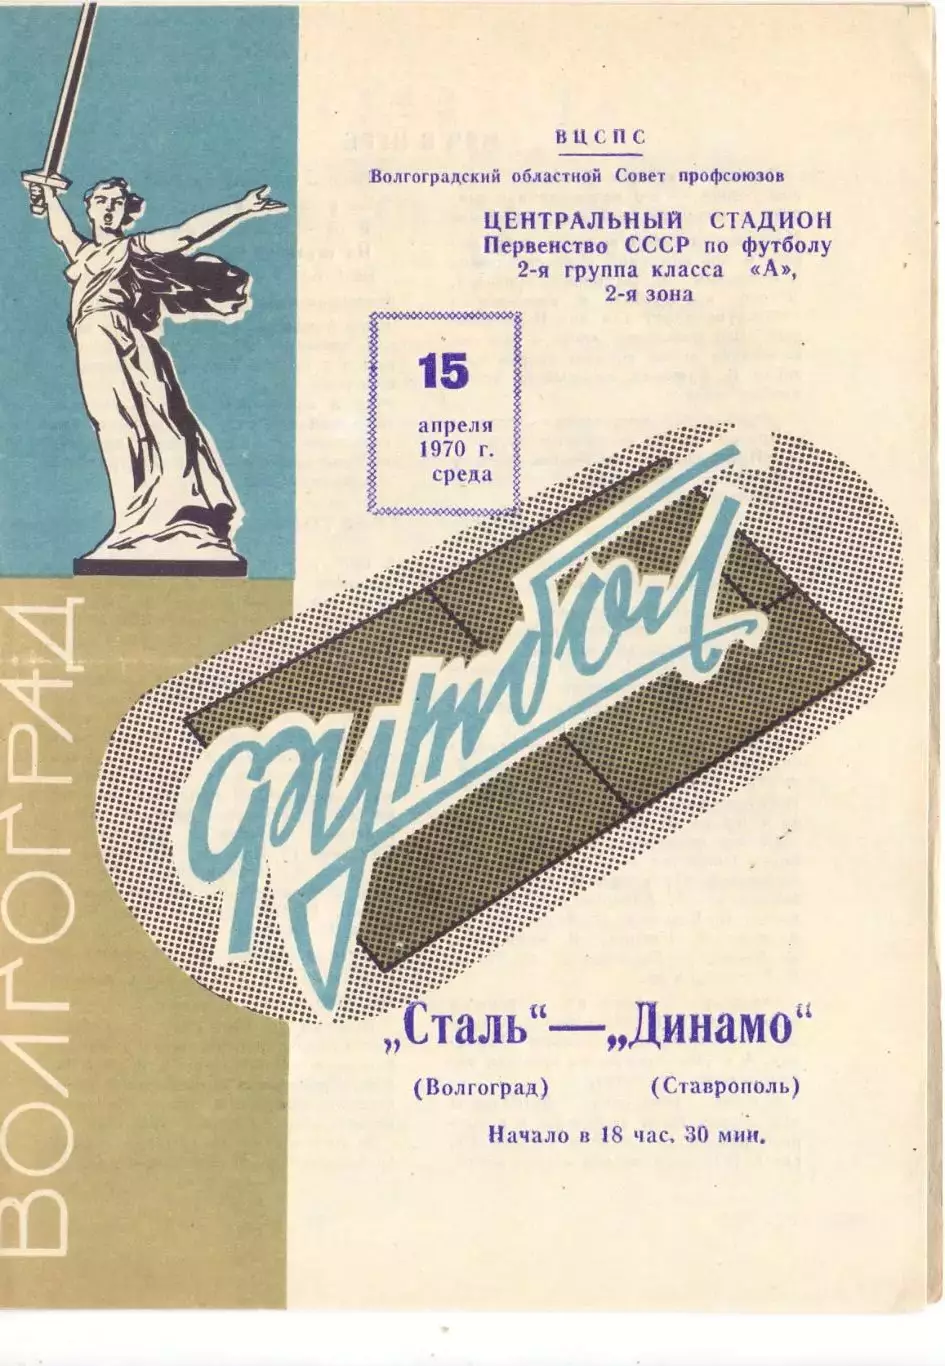 ВЦСПС
Волгоградский областной Совет профсоюзов
ЦЕНТРАЛЬНЫЙ СТАДИОН
Первенство СССР по футболу
2-я группа класса «А»,
2-я зона
15
апреля
1970 г.
среда
футбол
ВОЛГОГРАД
„Сталь“—„Динамо“
(Волгоград) (Ставрополь)
Начало в 18 час. 30 мин.